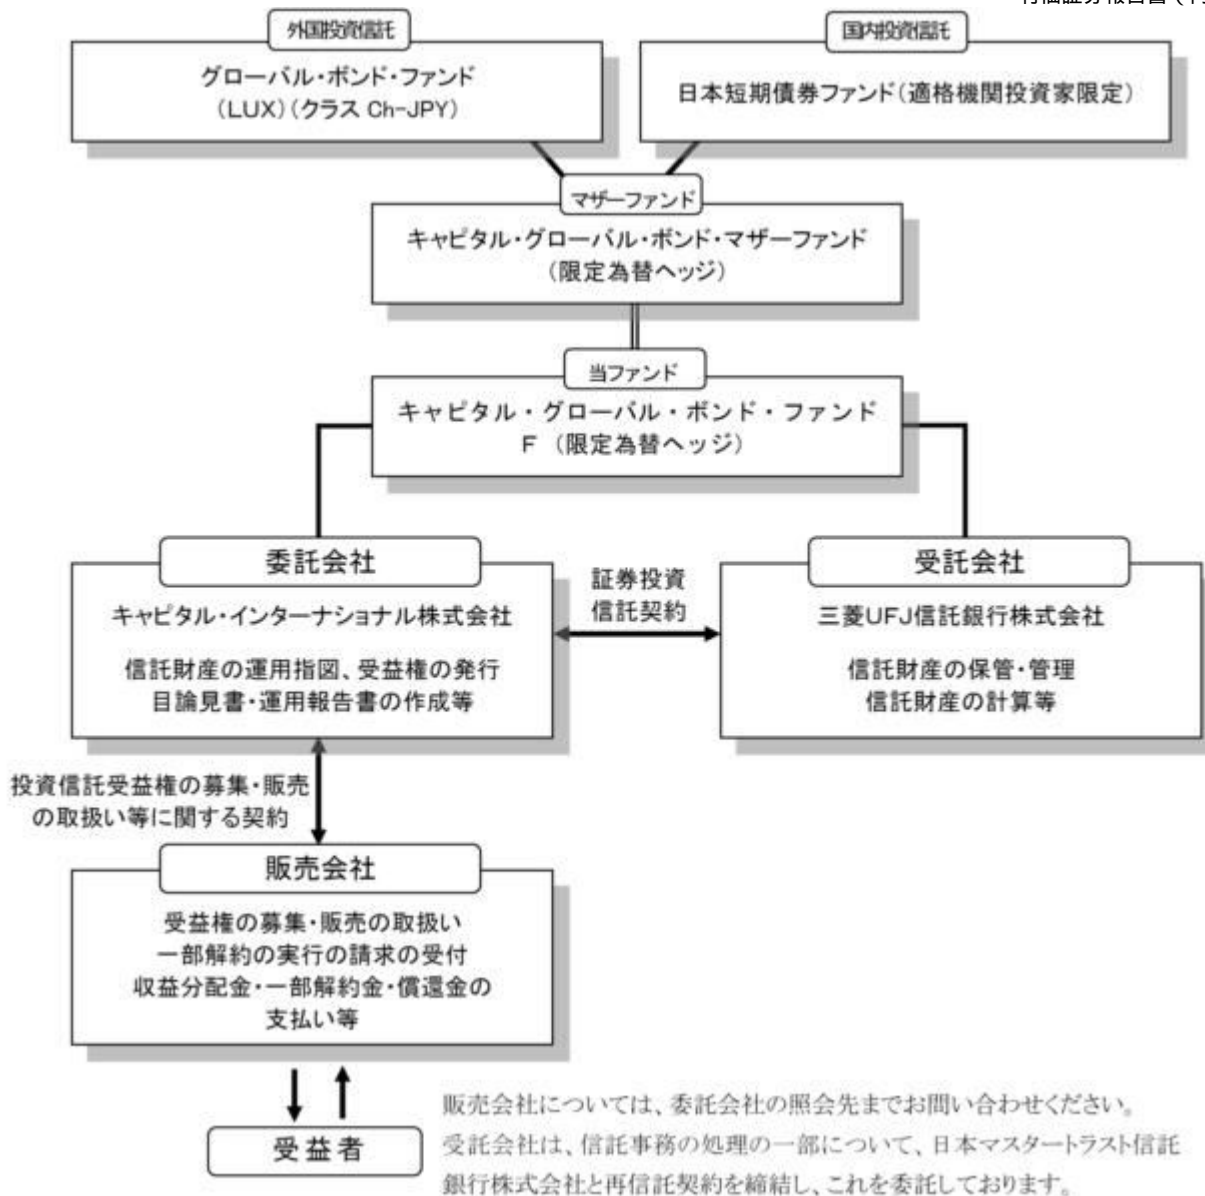 有価証券報告書
外国投資信託
グローバル・ボンド・ファンド
(LUX)(クラス Ch-JPY)
国内投資信託
日本短期債券ファンド(適格機関投資家限定)
マザーファンド
キャピタル・グローバル・ボンド・マザーファンド
(限定為替ヘッジ)
当ファンド
キャピタル・グローバル・ボンド・ファンド
F (限定為替ヘッジ)
委託会社
キャピタル・インターナショナル株式会社
信託財産の運用指図、受益権の発行
目論見書・運用報告書の作成等
証券投資
信託契約
受託会社
三菱UFJ信託銀行株式会社
信託財産の保管・管理
信託財産の計算等
投資信託受益権の募集・販売
の取扱い等に関する契約
販売会社
受益権の募集・販売の取扱い
一部解約の実行の請求の受付
収益分配金・一部解約金・償還金の
支払い等
受益者
販売会社については、委託会社の照会先までお問い合わせください。
受託会社は、信託事務の処理の一部について、日本マスタートラスト信託
銀行株式会社と再信託契約を締結し、これを委託しております。